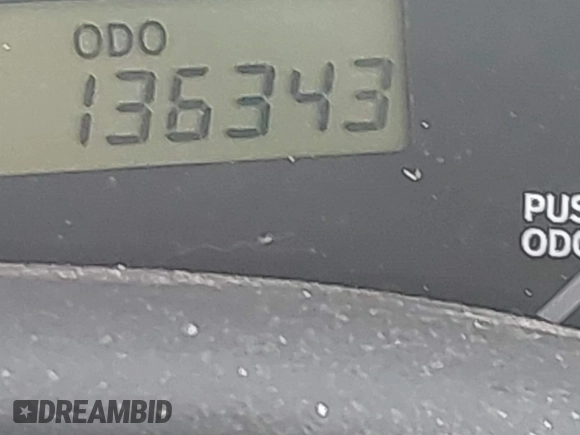 ODO
136343
PUS
ODO
DREAMBID